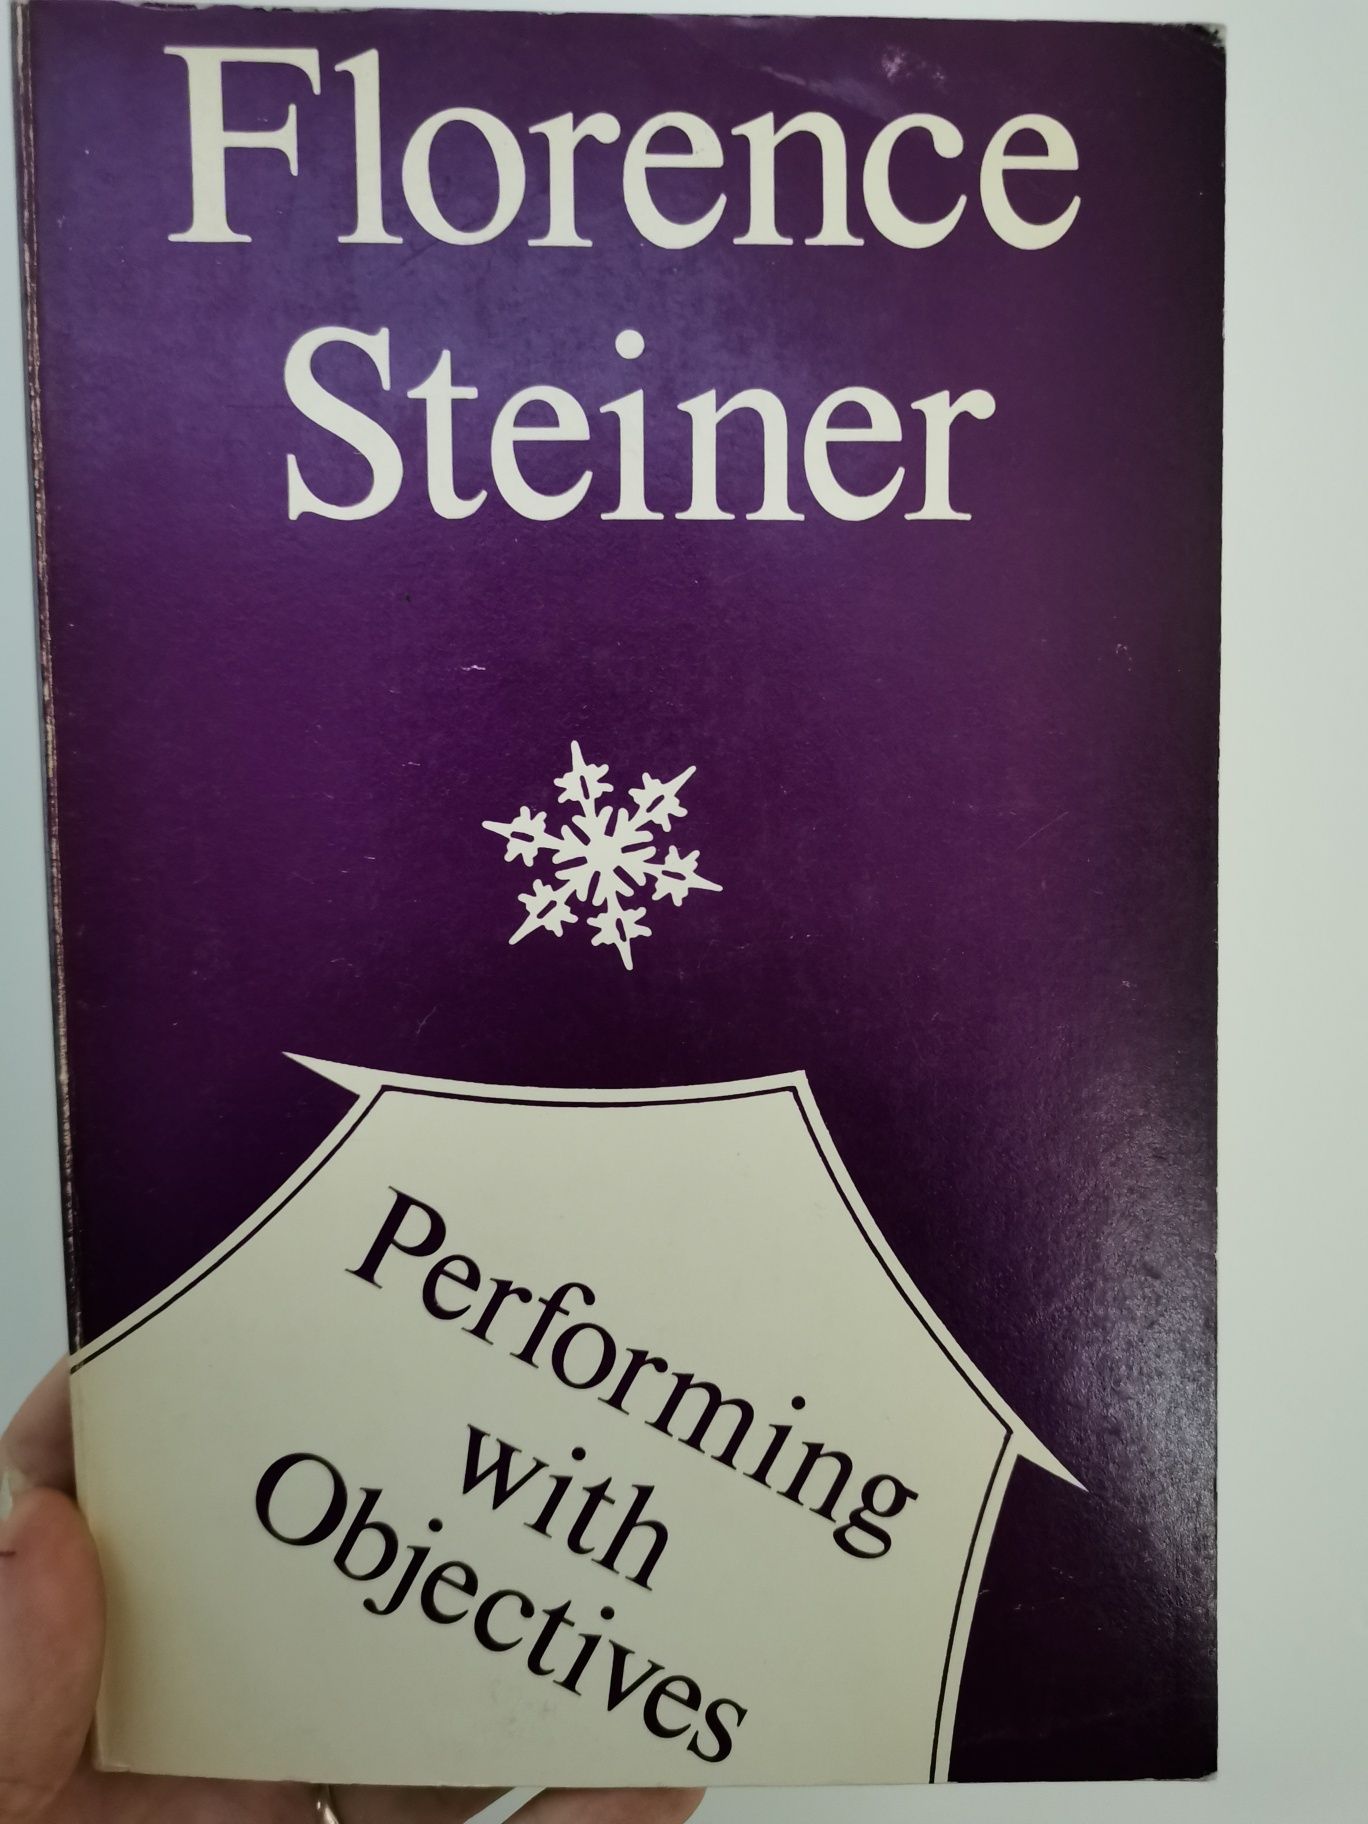 Florence
Steiner
Performing
with
Objectives